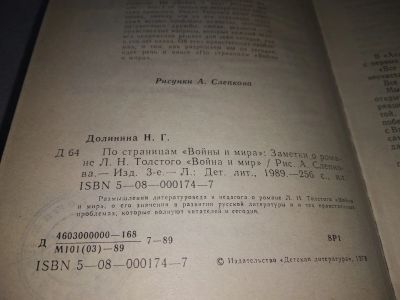 Рисунки А. Слепкова
Долинина Н. Г.
Д 64 По страницам «Войны и мира»: Заметки о рома-
не Л. Н. Толстого «Война и мир» / Рис. А. Слепко-
ва.— Изд. 3-е.— Л.: Дет. лит., 1989.—256 с., ил.
ISBN 5—08—000174—7
Размышления литературоведа и педагога о романе Л. Н. Толстого «Война
и мир», о его значении в развитии русской литературы и о тех нравственных
проблемах, которые волнуют читателей и сегодня.
Д 4603000000—168 7—89 8Р1
М101(03)—89
ISBN 5—08—000174—7 © Издательство «Детская литература», 1978